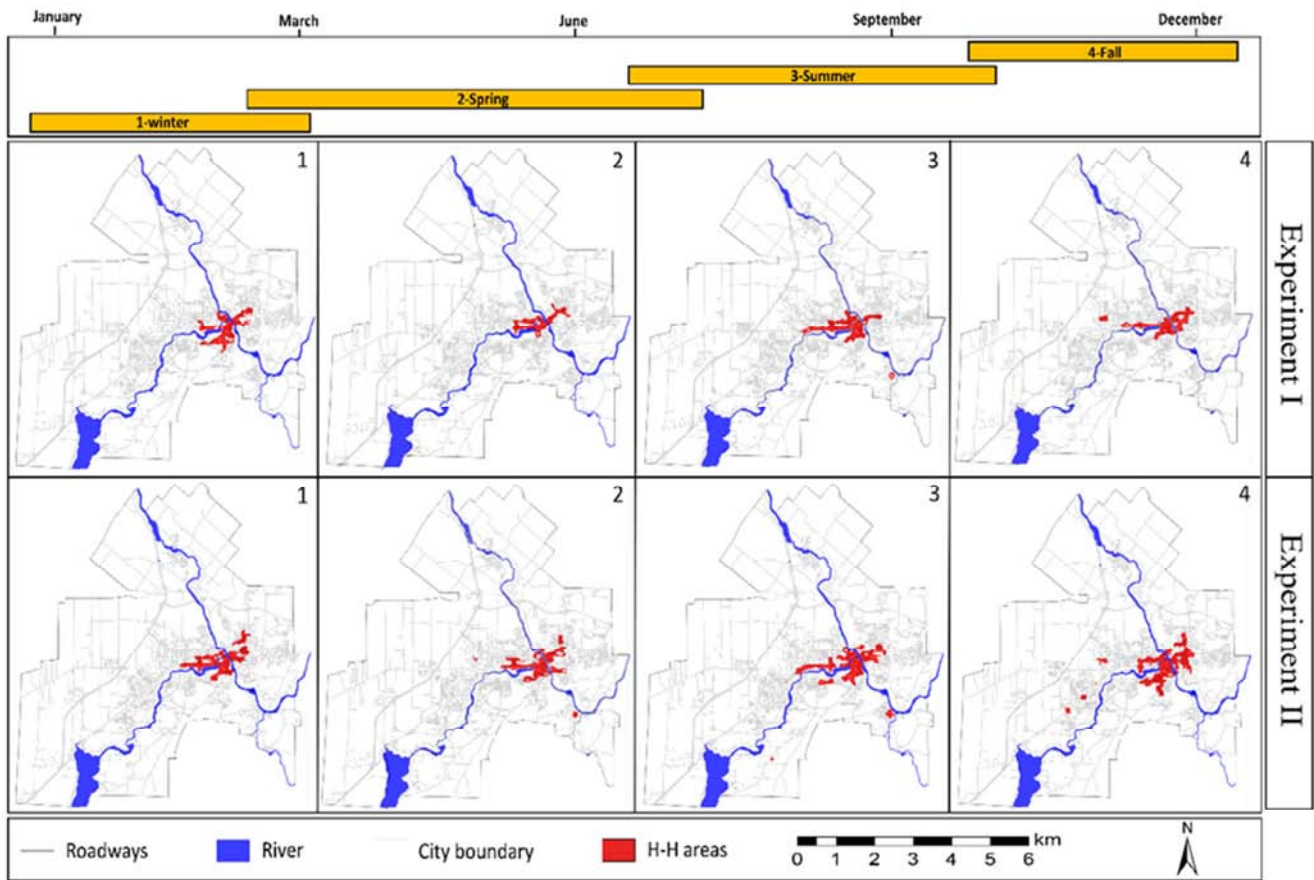 January March June September December
4-Fall
3-Summer
2-Spring
1-winter
1 2 3 4
Experiment I
1 2 3 4
Experiment II
Roadways River City boundary H-H areas km
0 1 2 3 4 5 6
N